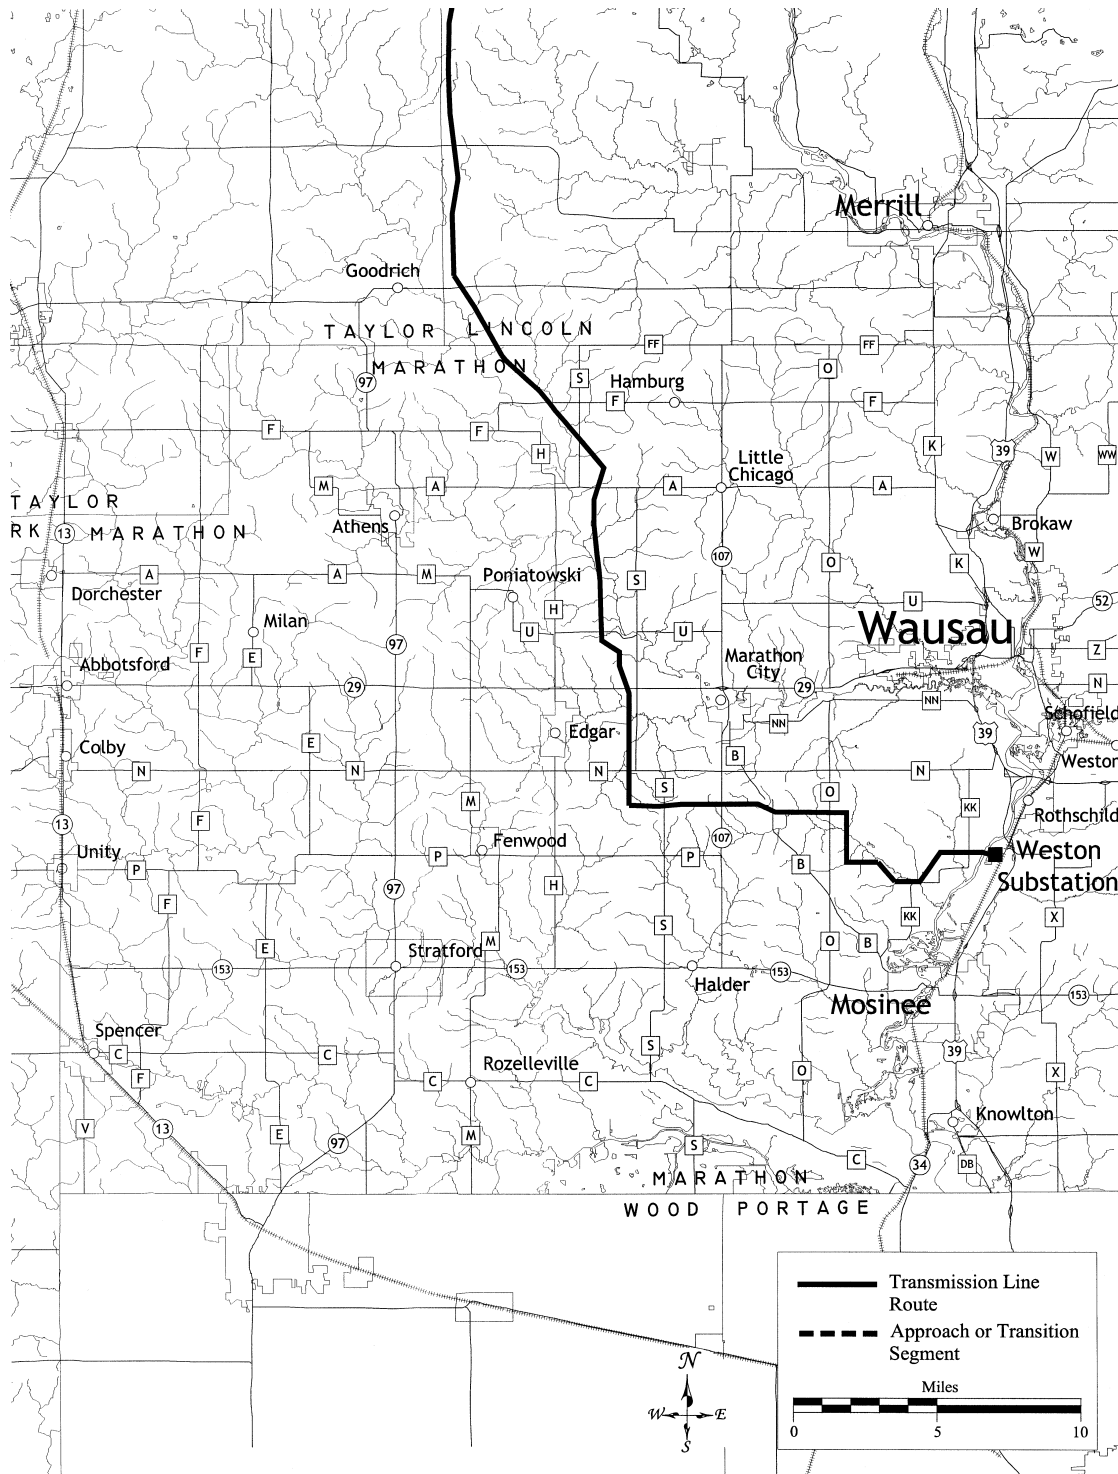 Merrill
Goodrich
TAYLOR LINCOLN
FF
FF
MARATHON
97
S
O
Hamburg
F
F
F
F
H
K
39
W
WW
Little
Chicago
M
A
A
A
TAYLOR
Athens
RK
13
MARATHON
Brokaw
107
W
O
K
A
A
M
Poniatowski
S
Dorchester
U
52
H
Milan
U
U
Wausau
97
F
E
Z
Marathon
City
Abbotsford
29
29
N
NN
Schofield
NN
39
Edgar
E
Colby
B
Weston
N
N
N
N
S
O
M
KK
Rothschild
13
F
107
Fenwood
Unity
Weston
Substation
P
P
P
B
97
H
F
KK
X
S
M
E
Stratford
O
B
153
153
153
Halder
153
Mosinee
Spencer
S
39
C
C
Rozelleville
F
C
C
O
X
Knowlton
V
13
E
97
M
S
C
34
DB
MARATHON
WOOD PORTAGE
Transmission Line
Route
Approach or Transition
Segment
Miles
0 5 10
N
W E
S